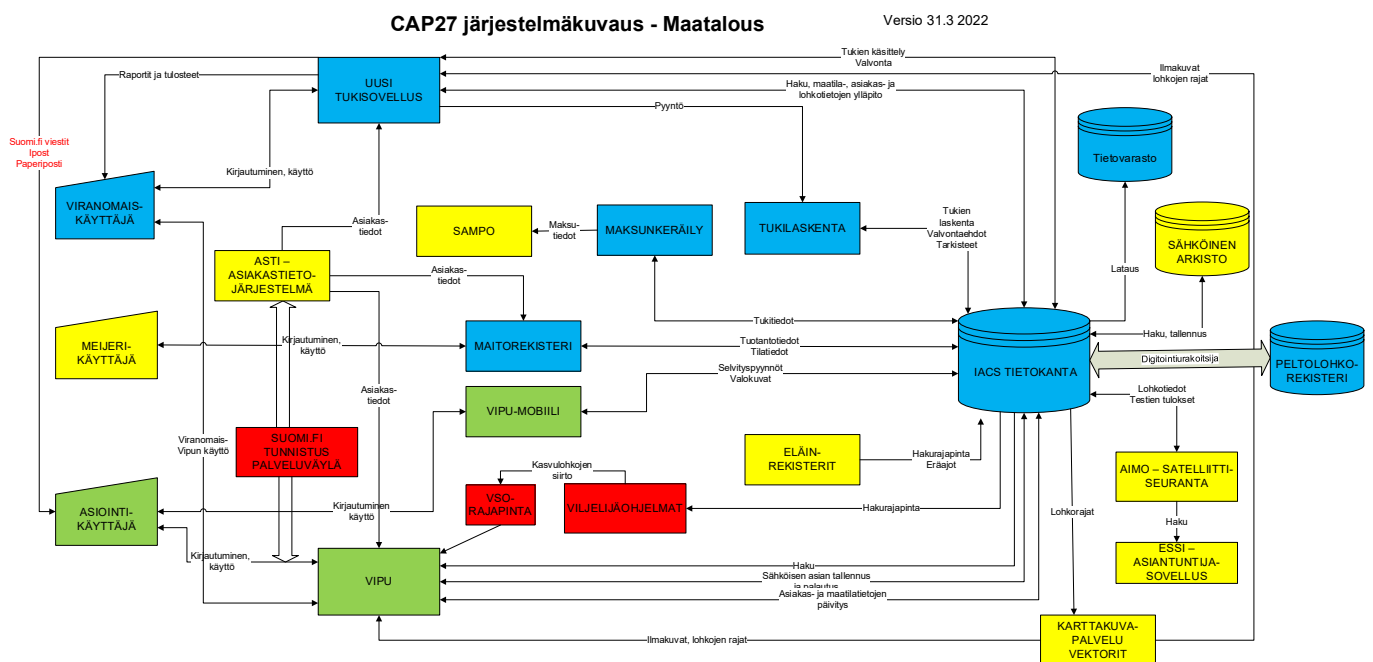 CAP27 järjestelmäkuvaus - Maatalous
Versio 31.3 2022
Tukien käsittely
Valvonta
Ilmakuvat
lohkojen rajat
Raportit ja tulosteet
UUSI
TUKISOVELLUS
Haku, maatila-, asiakas- ja
lohkotietojen ylläpito
Pyyntö
Suomi.fi viestit
Ipost
Paperiposti
Tietovarasto
Kirjautuminen, käyttö
VIRANOMAIS-
KÄYTTÄJÄ
Asiakas-
tiedot
SAMPO
Maksu-
tiedot
MAKSUNKERÄILY
TUKILASKENTA
Tukien
laskenta
Valvontaehdot
Tarkisteet
SÄHKÖINEN
ARKISTO
ASTI –
ASIAKASTIETO-
JÄRJESTELMÄ
Asiakas-
tiedot
Lataus
Tukitiedot
Haku, tallennus
MEIJERI-
KÄYTTÄJÄ
Kirjautuminen,
käyttö
MAITOREKISTERI
Tuotantotiedot
Tilatiedot
IACS TIETOKANTA
Digitointiurakoitsija
PELTOLOHKO-
REKISTERI
Asiakas-
tiedot
Selvityspyynnöt
Valokuvat
Lohkotiedot
Testien tulokset
VIPU-MOBIILI
Viranomais-
Vipun käyttö
SUOMI.FI
TUNNISTUS
PALVELUVÄYLÄ
ELÄIN-
REKISTERIT
Hakurajapinta
Eräajot
AIMO – SATELLIITTI-
SEURANTA
Kasvulohkojen
siirto
ASIOINTI-
KÄYTTÄJÄ
Kirjautuminen
käyttö
VSO-
RAJAPINTA
VILJELIJÄOHJELMAT
Hakurajapinta
Lohkorajat
Haku
Kirjautuminen,
käyttö
VIPU
Haku
Sähköisen asian tallennus
ja palautus
Asiakas- ja maatilatietojen
päivitys
ESSI –
ASIANTUNTIJA-
SOVELLUS
Ilmakuvat, lohkojen rajat
KARTTAKUVA-
PALVELU
VEKTORIT